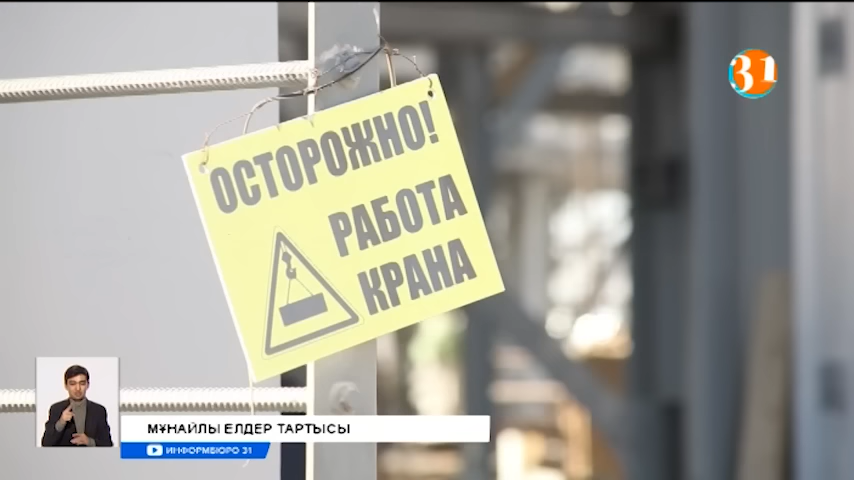 31
ОСТОРОЖНО!
РАБОТА
КРАНА
МҰНАЙЛЫ ЕЛДЕР ТАРТЫСЫ
ИНФОРМБЮРО 31